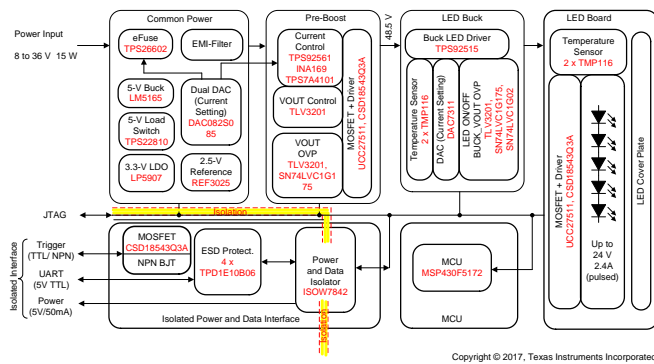 Common Power
Pre-Boost
48.5 V
LED Buck
LED Board
Power Input
8 to 36 V 15 W
eFuse
TPS26602
EMI-Filter
5-V Buck
LM5165
5-V Load
Switch
TPS22810
3.3-V LDO
LP5907
Dual DAC
(Current
Setting)
DAC082S0
85
2.5-V
Reference
REF3025
Current
Control
TPS92561
INA169
TPS7A4101
VOUT Control
TLV3201
VOUT
OVP
TLV3201,
SN74LVC1G1
75
MOSFET + Driver
UCC27511, CSD18543Q3A
Buck LED Driver
TPS92515
Temperature Sensor
2 x TMP116
DAC (Current Setting)
DAC7311
LED ON/OFF
BUCK_VOUT OVP
TLV3201,
SN74LVC1G175,
SN74LVC1G02
Temperature
Sensor
2 x TMP116
MOSFET + Driver
UCC27511, CSD18543Q3A
Up to
24 V
2.4A
(pulsed)
LED Cover Plate
JTAG
Isolation
Isolated Interface
Trigger
(TTL/ NPN)
UART
(5V TTL)
Power
(5V/50mA)
MOSFET
CSD18543Q3A
NPN BJT
ESD Protect.
4 x
TPD1E10B06
Power
and Data
Isolator
ISOW7842
Isolation
Isolated Power and Data Interface
MCU
MSP430F5172
MCU
Copyright © 2017, Texas Instruments Incorporated